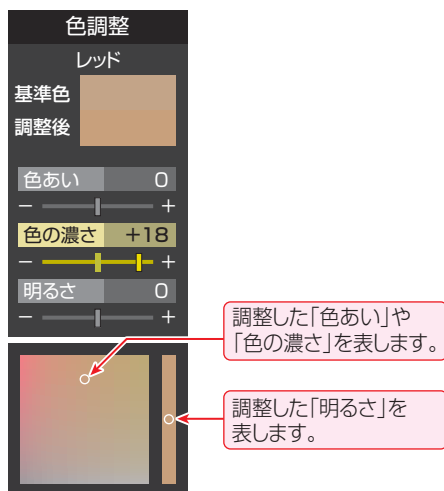 色調整
レッド
基準色
調整後
色あい 0
− +
色の濃さ +18
− +
明るさ 0
− +
調整した「色あい」や
「色の濃さ」を表します。
調整した「明るさ」を
表します。